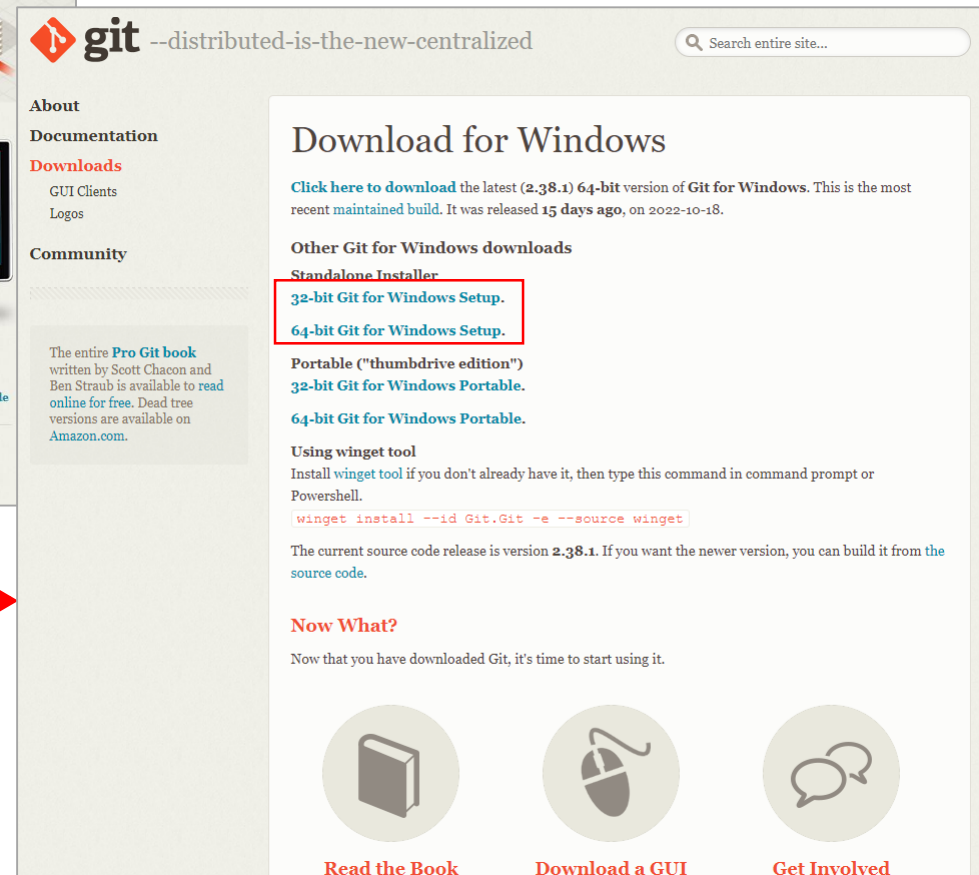 git --distributed-is-the-new-centralized
Search entire site...
About
Documentation
Downloads
GUI Clients
Logos
Community
The entire Pro Git book
written by Scott Chacon and
Ben Straub is available to read
online for free. Dead tree
versions are available on
Amazon.com.
Download for Windows
Click here to download the latest (2.38.1) 64-bit version of Git for Windows. This is the most
recent maintained build. It was released 15 days ago, on 2022-10-18.
Other Git for Windows downloads
Standalone Installer
32-bit Git for Windows Setup.
64-bit Git for Windows Setup.
Portable ("thumbdrive edition")
32-bit Git for Windows Portable.
64-bit Git for Windows Portable.
Using winget tool
Install winget tool if you don't already have it, then type this command in command prompt or
Powershell.
winget install --id Git.Git -e --source winget
The current source code release is version 2.38.1. If you want the newer version, you can build it from the
source code.
Now What?
Now that you have downloaded Git, it's time to start using it.
Read the Book
Download a GUI
Get Involved